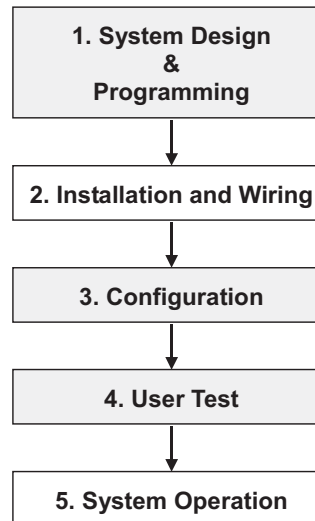 1. System Design
&
Programming
2. Installation and Wiring
3. Configuration
4. User Test
5. System Operation